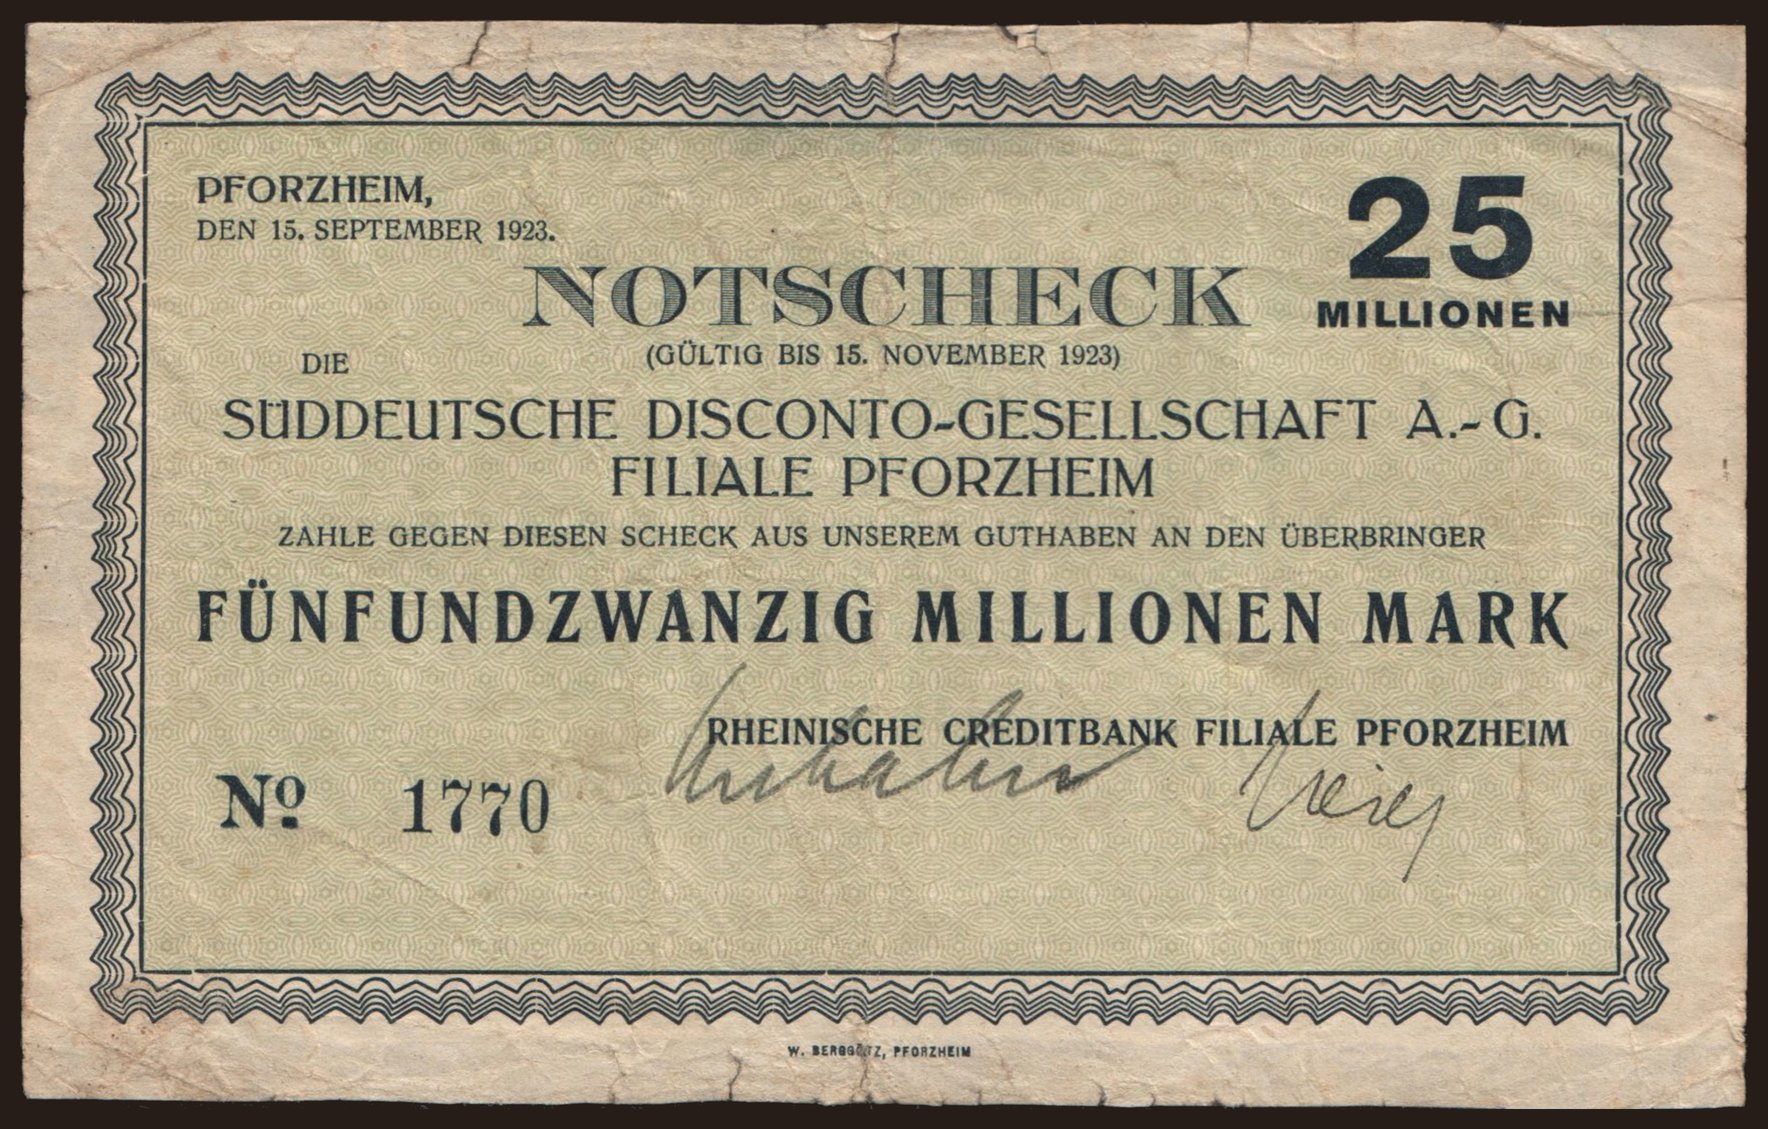 PFORZHEIM,
DEN 15. SEPTEMBER 1923.
25
MILLIONEN
NOTSCHECK
(GÜLTIG BIS 15. NOVEMBER 1923)
DIE
SÜDDEUTSCHE DISCONTO-GESELLSCHAFT A.-G.
FILIALE PFORZHEIM
ZAHLE GEGEN DIESEN SCHECK AUS UNSEREM GUTHABEN AN DEN ÜBERBRINGER
FÜNFUNDZWANZIG MILLIONEN MARK
RHEINISCHE CREDITBANK FILIALE PFORZHEIM
No 1770
W. BERGGÖTZ, PFORZHEIM